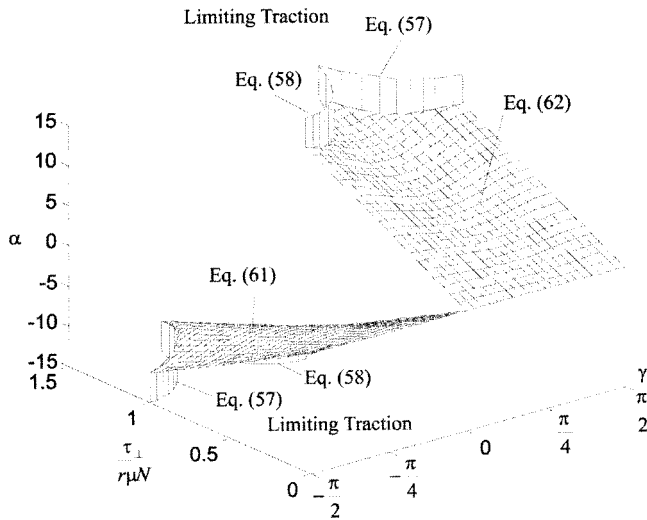 Limiting Traction
Eq. (57)
Eq. (58)
Eq. (62)
15
10
5
0
-5
-10
-15
α
Eq. (61)
Eq. (58)
Eq. (57)
Limiting Traction
1.5
1
0.5
0
τ⊥
rμN
-π/2
-π/4
0
π/4
π/2
γ